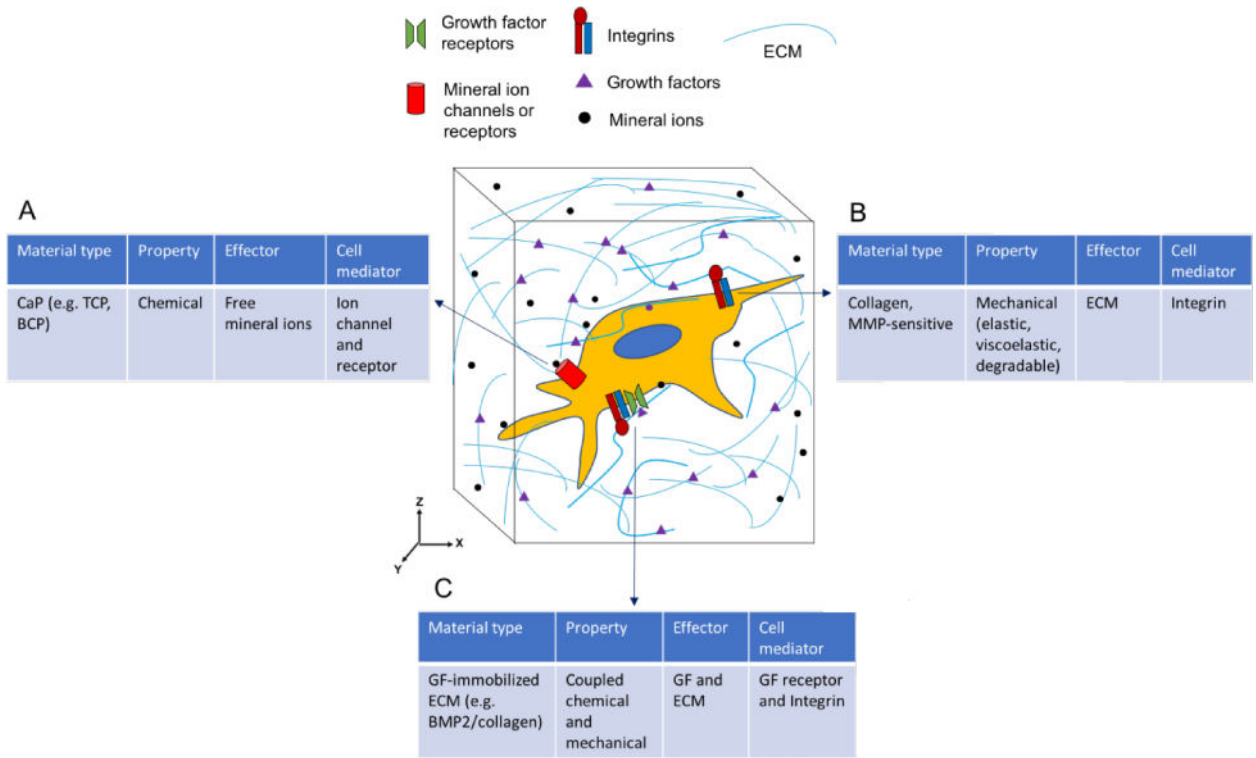 Growth factor
receptors
Integrins
ECM
Mineral ion
channels or
receptors
Growth factors
Mineral ions
A
Material type Property Effector Cell
mediator
CaP (e.g. TCP, Chemical Free Ion
BCP) mineral ions channel
and
receptor
B
Material type Property Effector Cell
mediator
Collagen, Mechanical ECM Integrin
MMP-sensitive (elastic,
viscoelastic,
degradable)
Z
X
Y
C
Material type Property Effector Cell
mediator
GF-immobilized Coupled GF and GF receptor
ECM (e.g. chemical ECM and Integrin
BMP2/collagen) and
mechanical